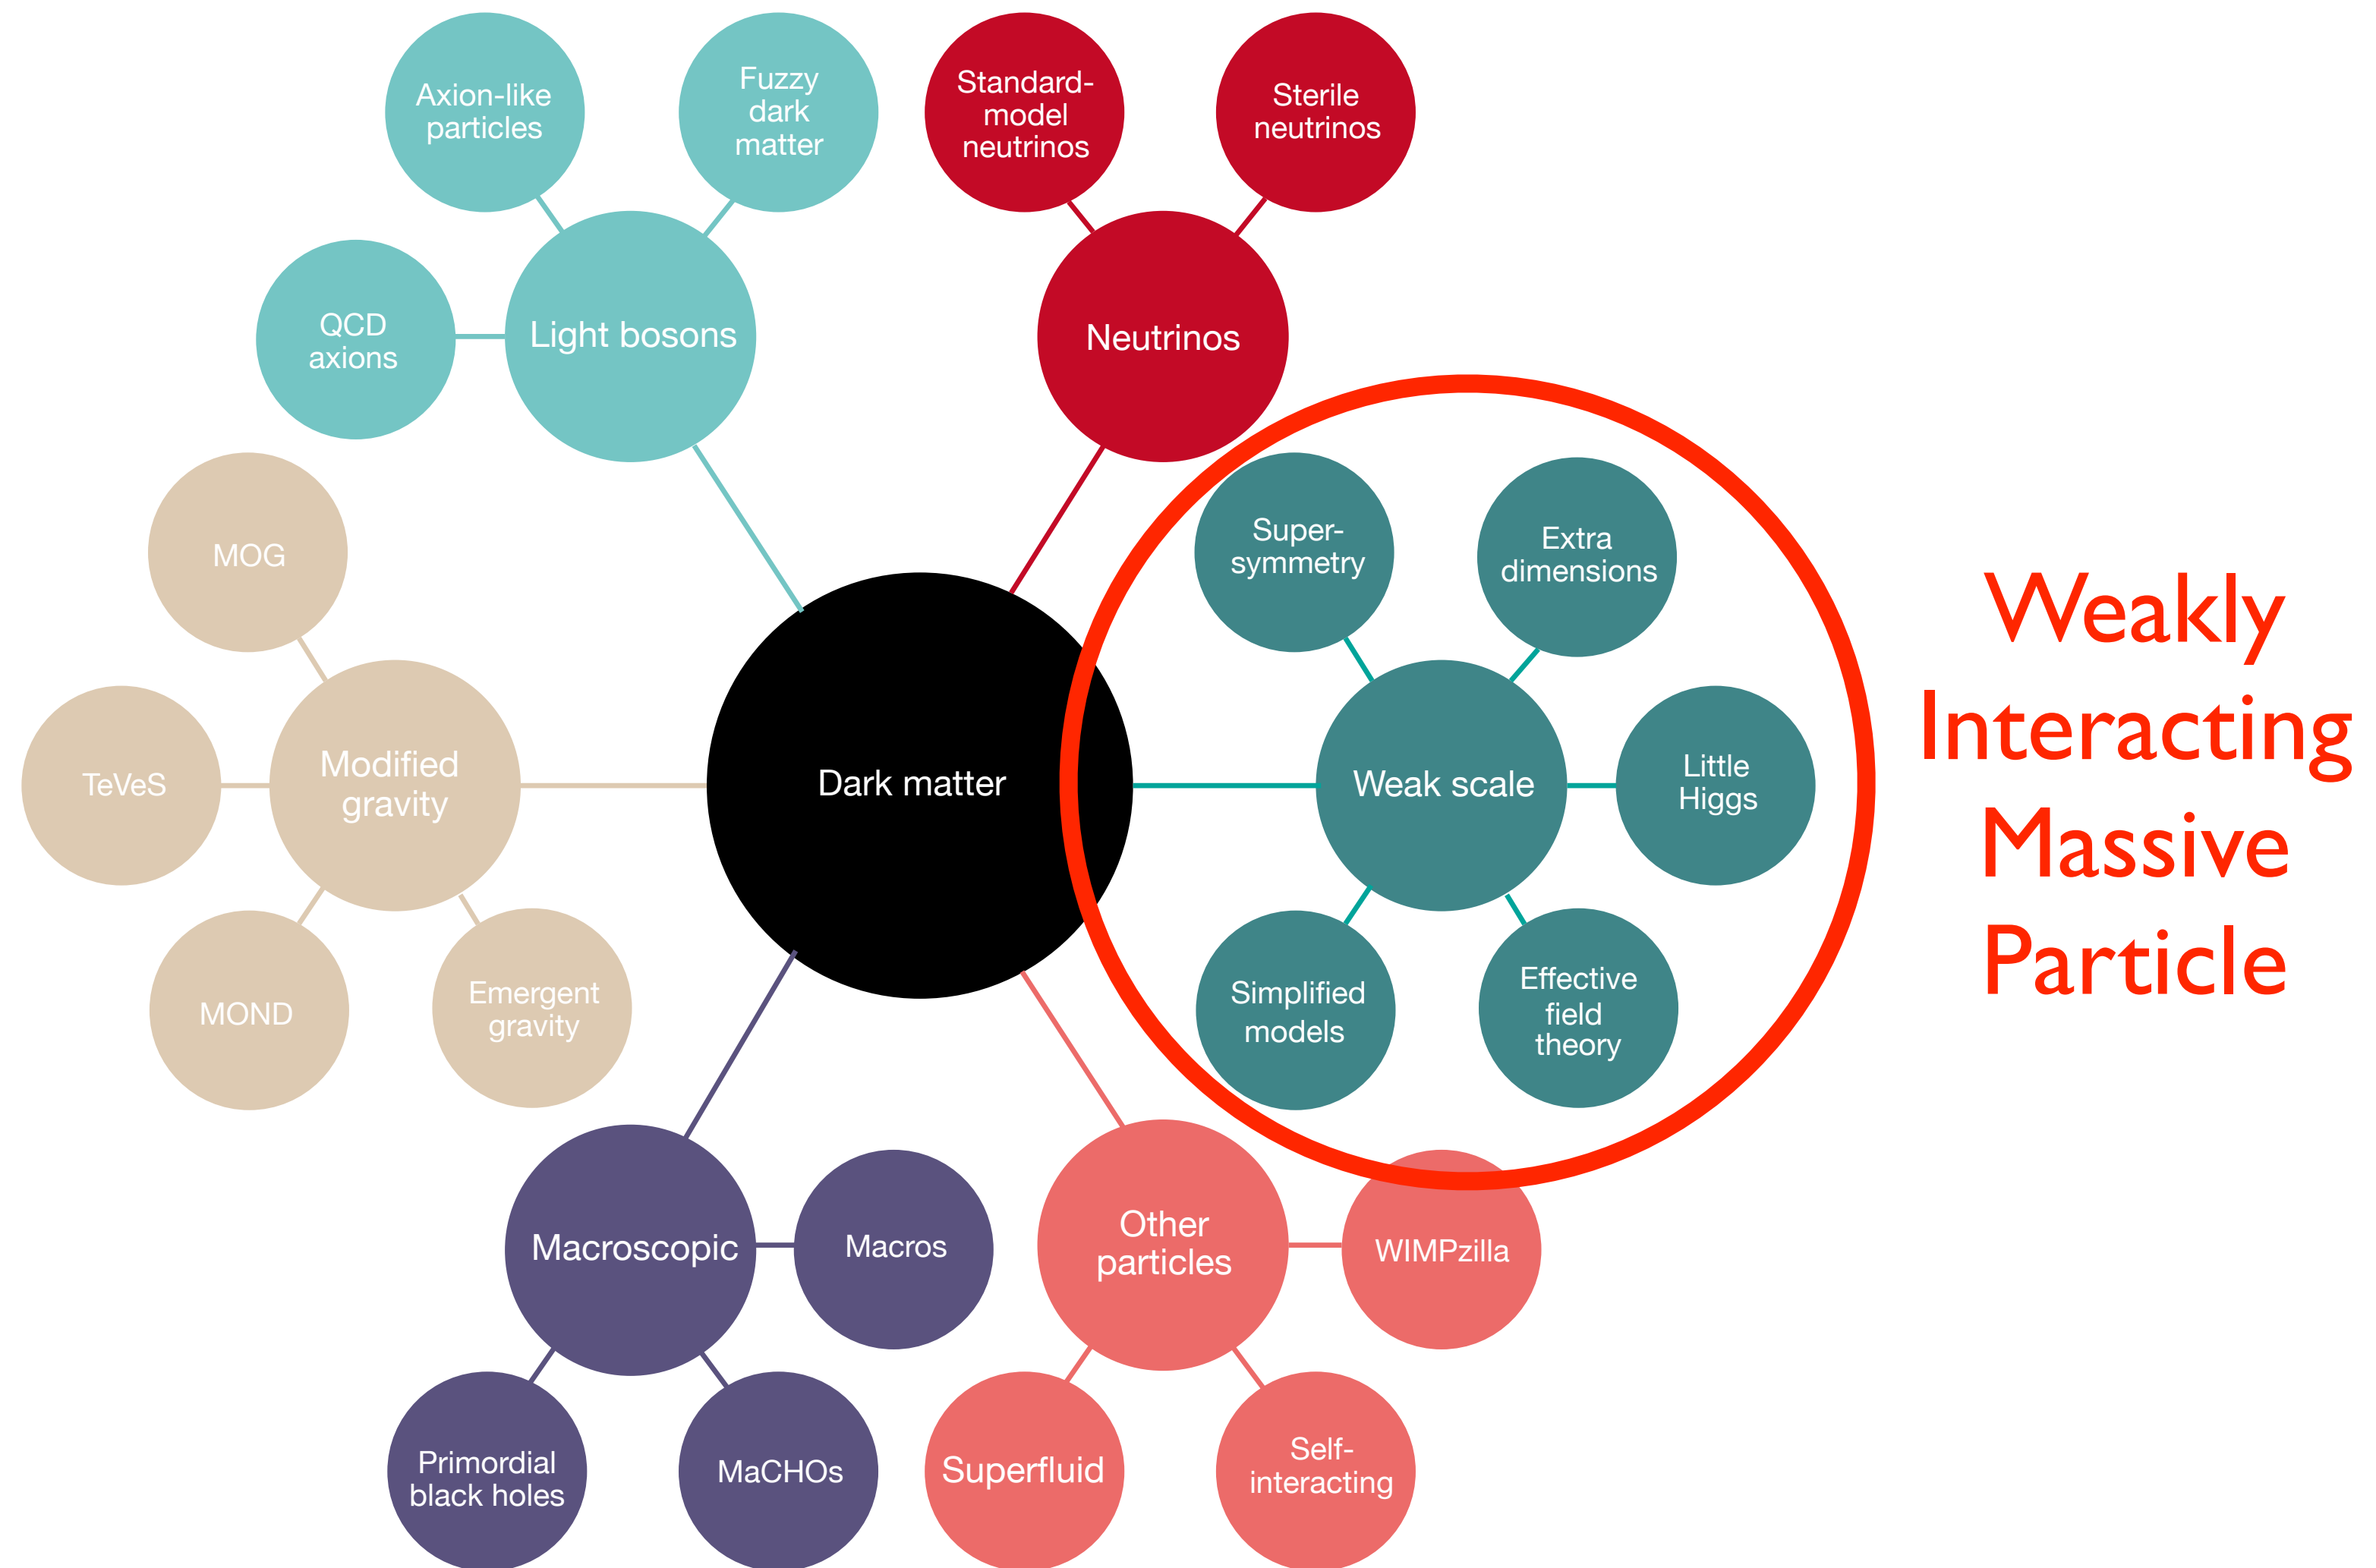 Axion-like
particles
Fuzzy
dark
matter
Standard-
model
neutrinos
Sterile
neutrinos
QCD
axions
Light bosons
Neutrinos
MOG
Super-
symmetry
Extra
dimensions
TeVeS
Modified
gravity
Dark matter
Weak scale
Little
Higgs
MOND
Emergent
gravity
Simplified
models
Effective
field
theory
Weakly
Interacting
Massive
Particle
Macroscopic
Macros
Other
particles
WIMPzilla
Primordial
black holes
MaCHOs
Superfluid
Self-
interacting